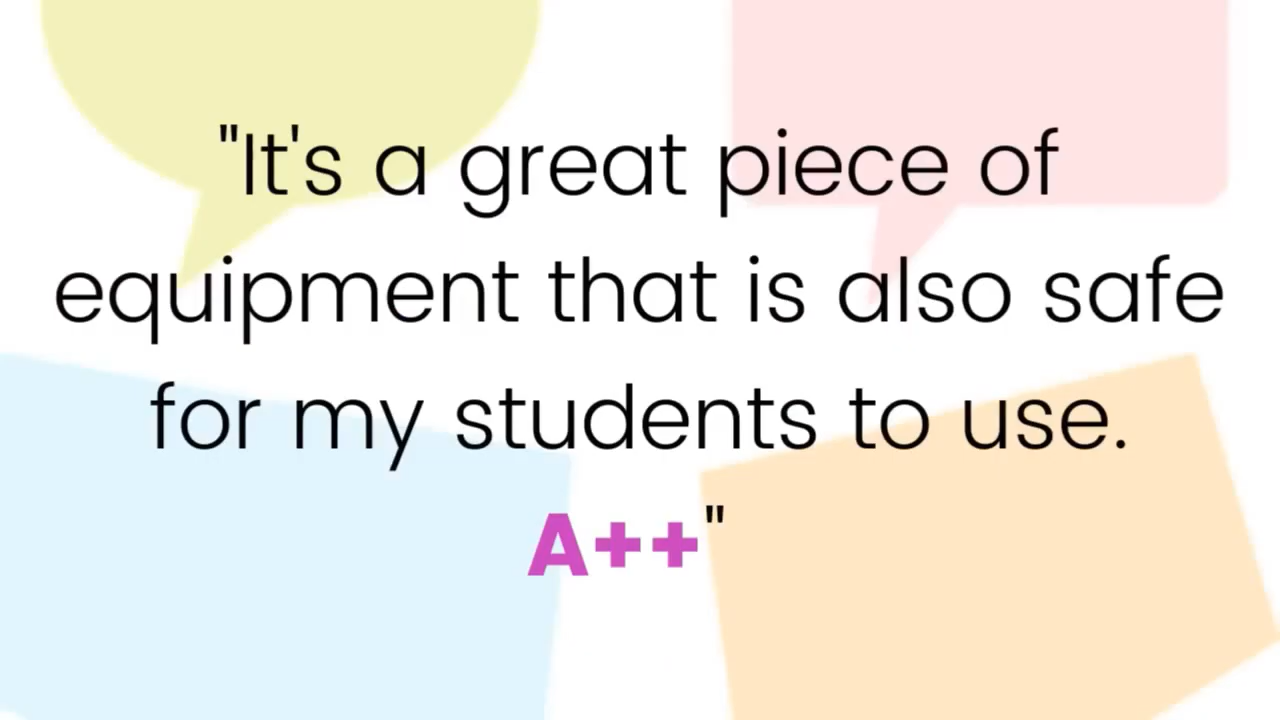 "It's a great piece of
equipment that is also safe
for my students to use.
A++"